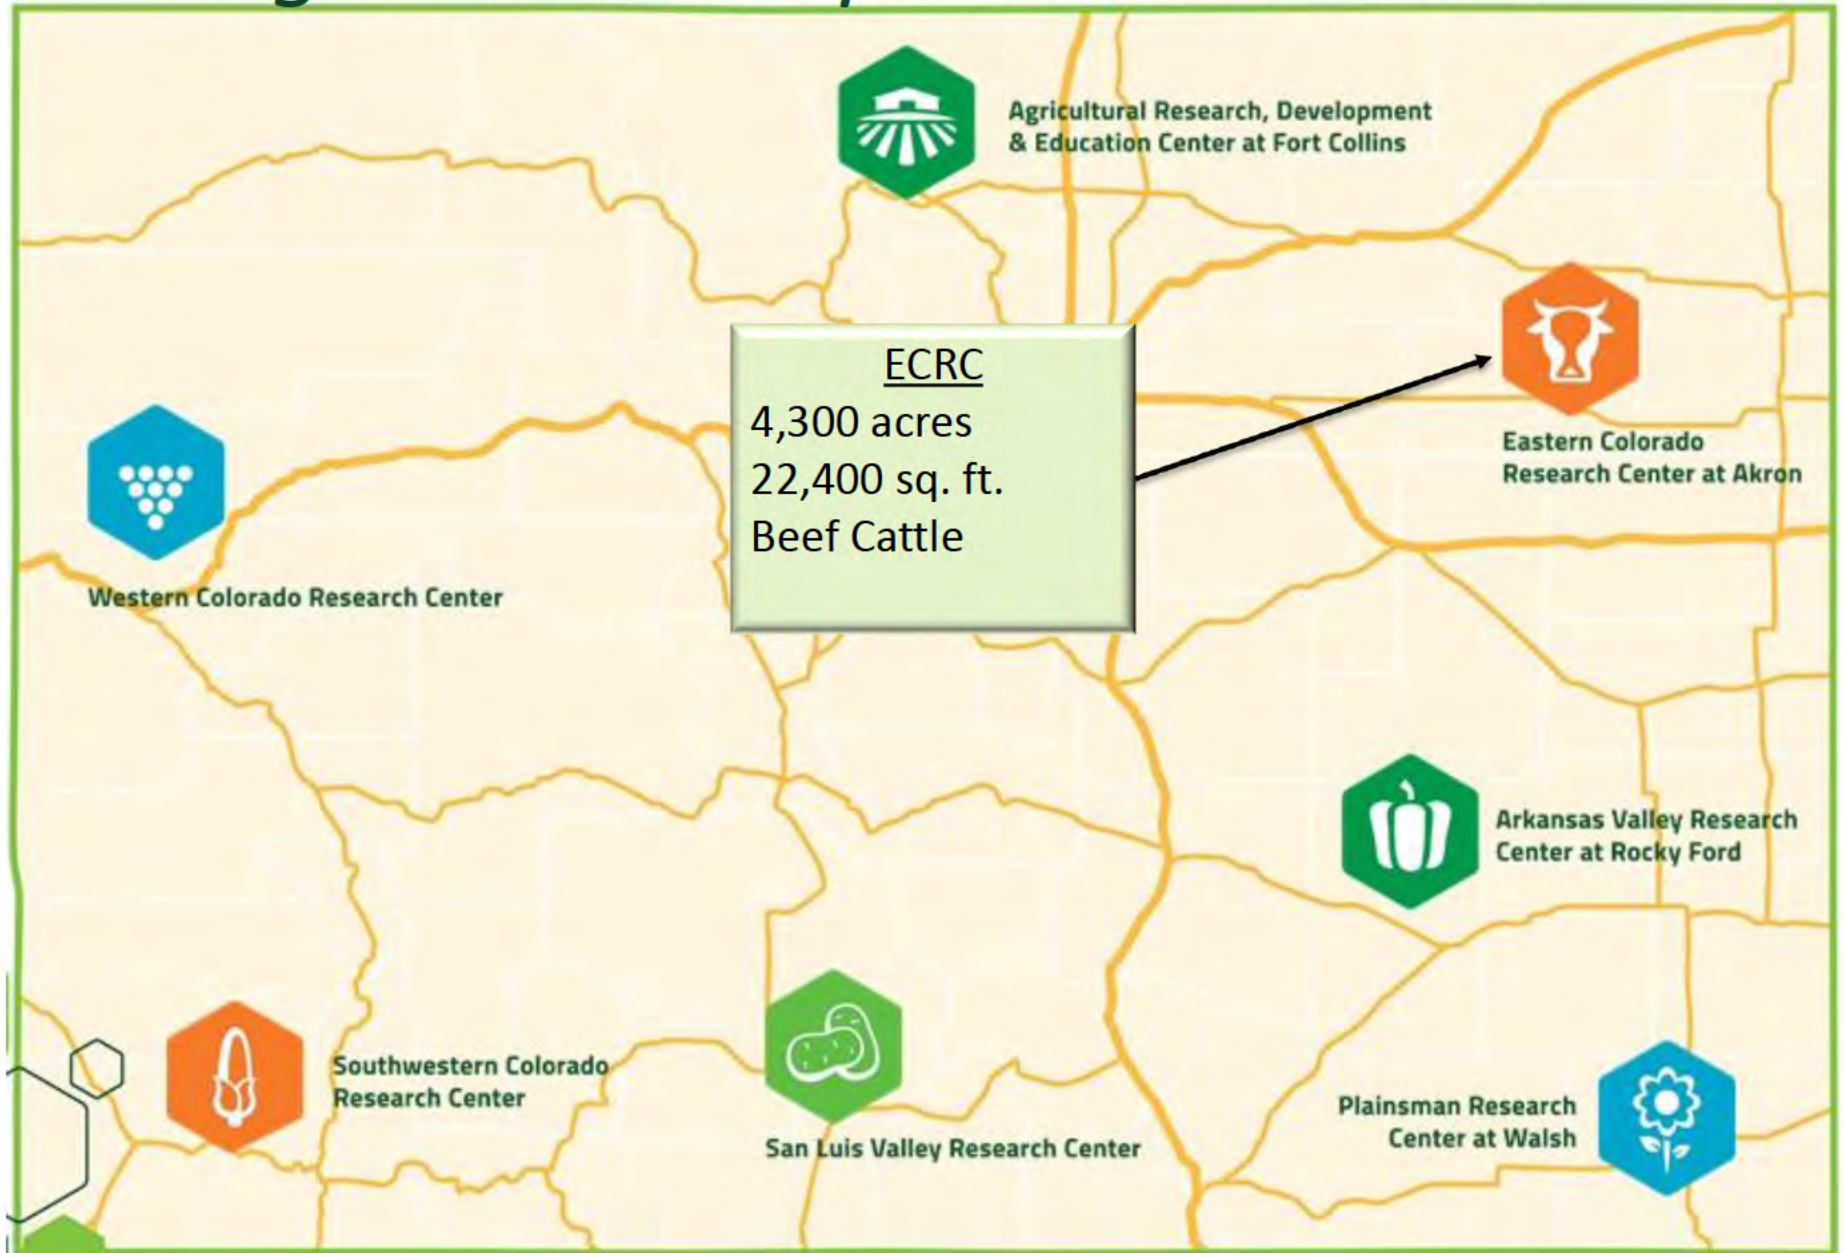 Agricultural Research, Development
& Education Center at Fort Collins
ECRC
4,300 acres
22,400 sq. ft.
Beef Cattle
Eastern Colorado
Research Center at Akron
Western Colorado Research Center
Arkansas Valley Research
Center at Rocky Ford
Southwestern Colorado
Research Center
San Luis Valley Research Center
Plainsman Research
Center at Walsh